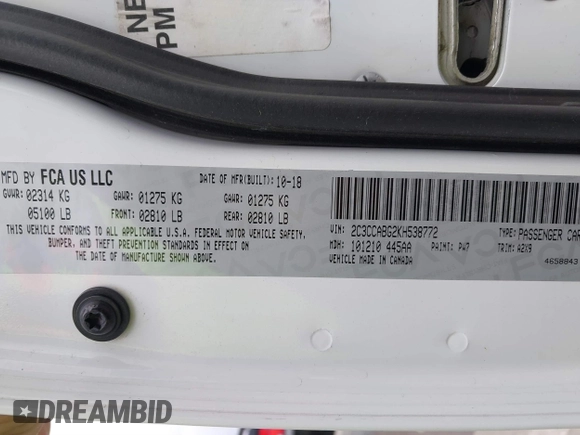 NE
PM
MFD BY FCA US LLC
DATE OF MFR(BUILT): 10-18
GVWR: 02314 KG
GAWR: 01275 KG
GAWR: 01275 KG
05100 LB
FRONT: 02810 LB
REAR: 02810 LB
THIS VEHICLE CONFORMS TO ALL APPLICABLE U.S.A. FEDERAL MOTOR VEHICLE SAFETY,
BUMPER, AND THEFT PREVENTION STANDARDS IN EFFECT
ON THE DATE OF MANUFACTURE SHOWN ABOVE.
VIN: 2C3CCABG2KH538772
TYPE: PASSENGER CAR
MDH: 101210 445AA
PAINT: PW7
TRIM: A2X9
VEHICLE MADE IN CANADA
4658843
DREAMBID